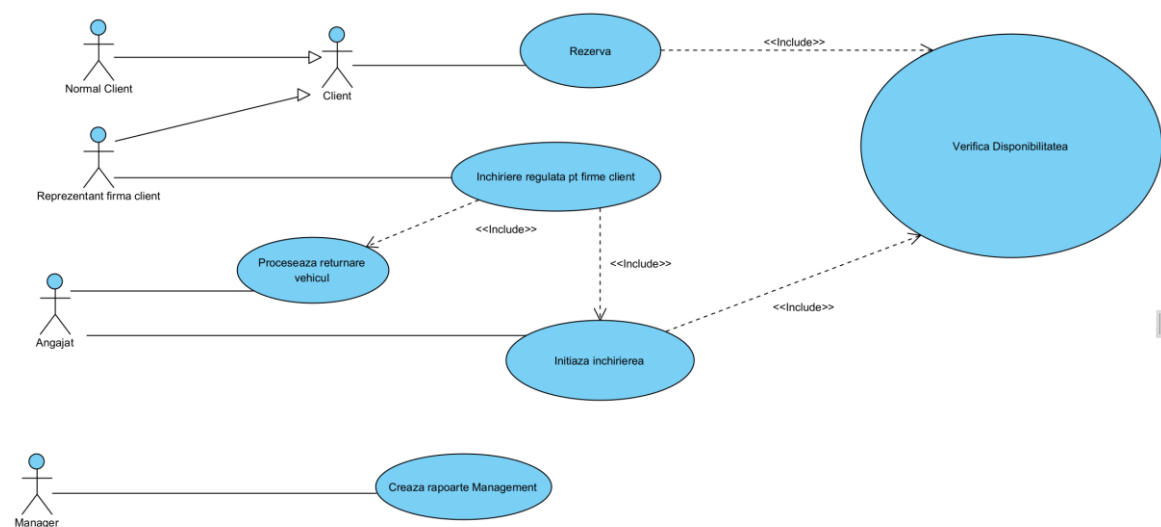 Normal Client
Client
Rezerva
<<Include>>
Verifica Disponibilitatea
Reprezentant firma client
Inchiriere regulata pt firme client
<<Include>>
<<Include>>
Proceseaza returnare
vehicul
Angajat
<<Include>>
Initiaza inchirierea
Manager
Creaza rapoarte Management